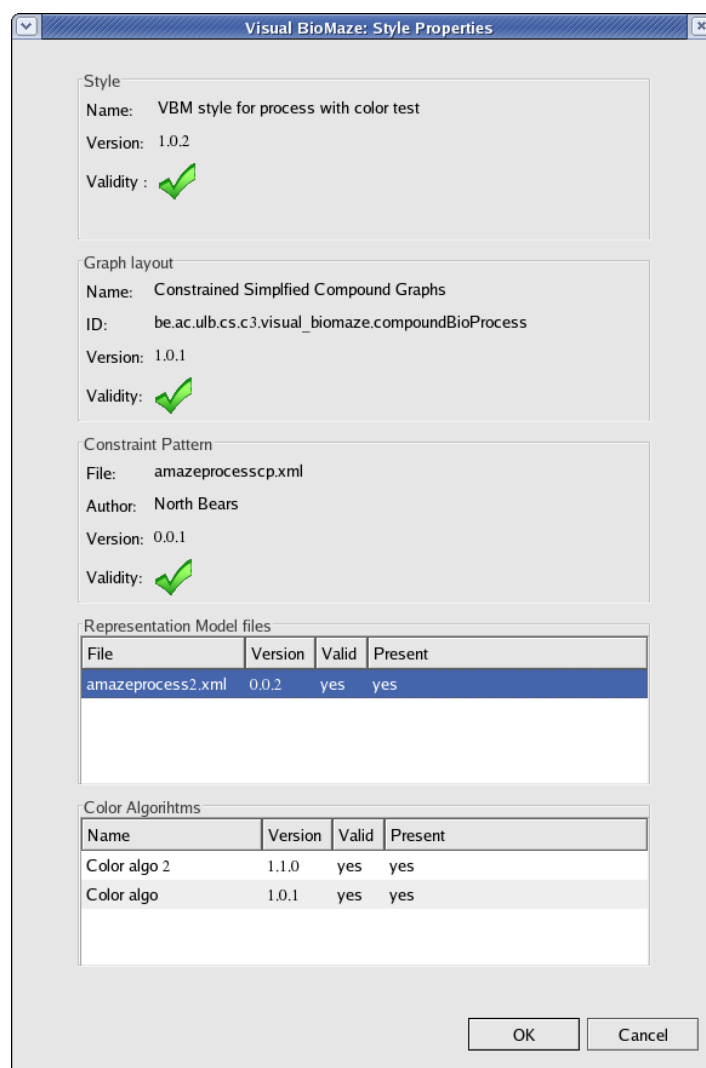 Visual BioMaze: Style Properties
Style
Name: VBM style for process with color test
Version: 1.0.2
Validity :
Graph layout
Name: Constrained Simplfied Compound Graphs
ID: be.ac.ulb.cs.c3.visual_biomaze.compoundBioProcess
Version: 1.0.1
Validity:
Constraint Pattern
File: amazeprocesscp.xml
Author: North Bears
Version: 0.0.1
Validity:
Representation Model files
File Version Valid Present
amazeprocess2.xml 0.0.2 yes yes
Color Algorihtms
Name Version Valid Present
Color algo 2 1.1.0 yes yes
Color algo 1.0.1 yes yes
OK Cancel